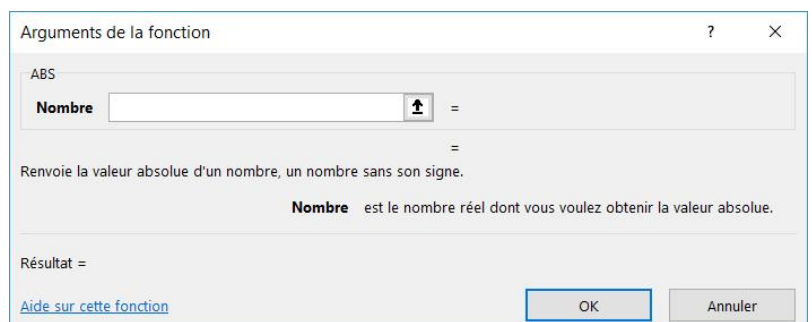 Arguments de la fonction ? ×
ABS
Nombre =
=
Renvoie la valeur absolue d'un nombre, un nombre sans son signe.
Nombre est le nombre réel dont vous voulez obtenir la valeur absolue.
Résultat =
Aide sur cette fonction OK Annuler